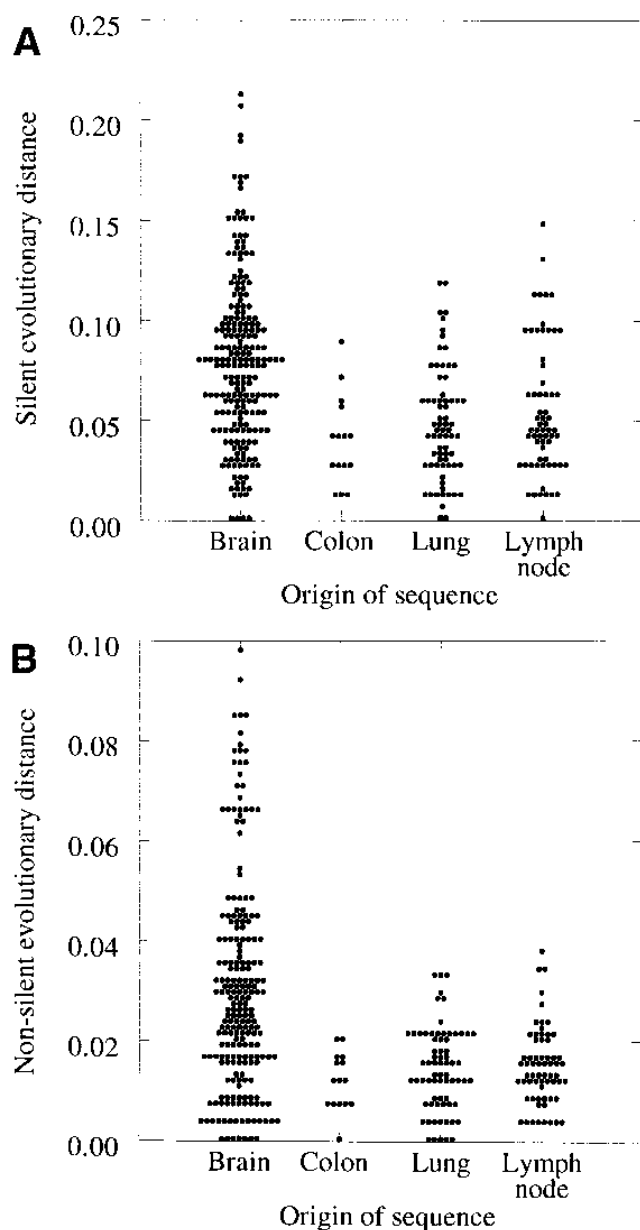 A
0.25
0.20
0.15
0.10
0.05
0.00
Silent evolutionary distance
Brain Colon Lung Lymph
node
Origin of sequence
B
0.10
0.08
0.06
0.04
0.02
0.00
Non-silent evolutionary distance
Brain Colon Lung Lymph
node
Origin of sequence